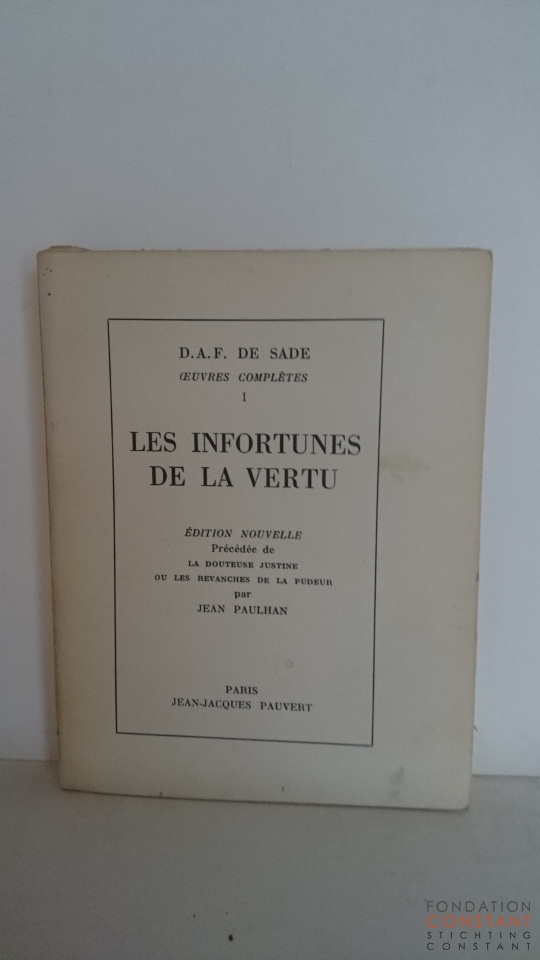 D.A.F. DE SADE
ŒUVRES COMPLÈTES
I
LES INFORTUNES
DE LA VERTU
ÉDITION NOUVELLE
Précédée de
LA DOUTEUSE JUSTINE
OU LES REVANCHES DE LA PUDEUR
par
JEAN PAULHAN
PARIS
JEAN-JACQUES PAUVERT
FONDATION
CONSTANT
STICHTING
CONSTANT